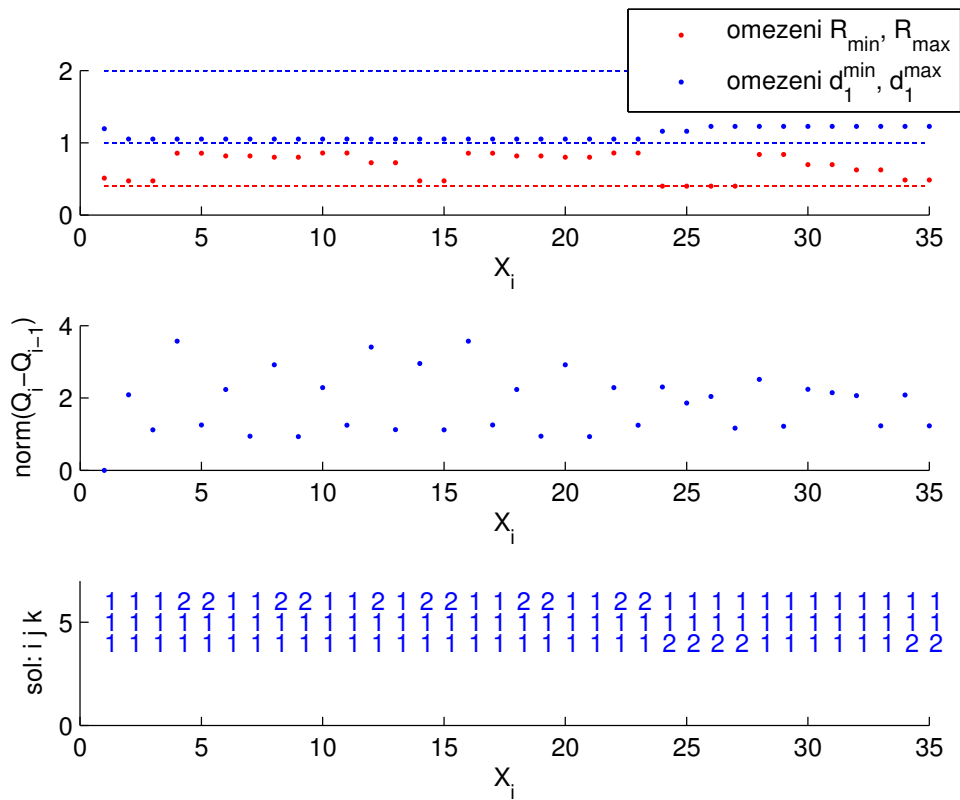 omezeni R_min, R_max
omezeni d_1^min, d_1^max
2
1
0
0 5 10 15 20 25 30 35
X_i
norm(Q_i−Q_{i−1})
4
2
0
0 5 10 15 20 25 30 35
X_i
sol: i j k
5
0
1 1 1 2 2 1 1 2 2 1 1 2 1 2 2 1 1 2 2 1 1 2 2 1 1 1 1 1 1 1 1 1 1 1 1
1 1 1 1 1 1 1 1 1 1 1 1 1 1 1 1 1 1 1 1 1 1 1 1 1 1 1 1 1 1 1 1 1 1 1
1 1 1 1 1 1 1 1 1 1 1 1 1 1 1 1 1 1 1 1 1 1 1 2 2 2 2 1 1 1 1 1 1 2 2
0 5 10 15 20 25 30 35
X_i